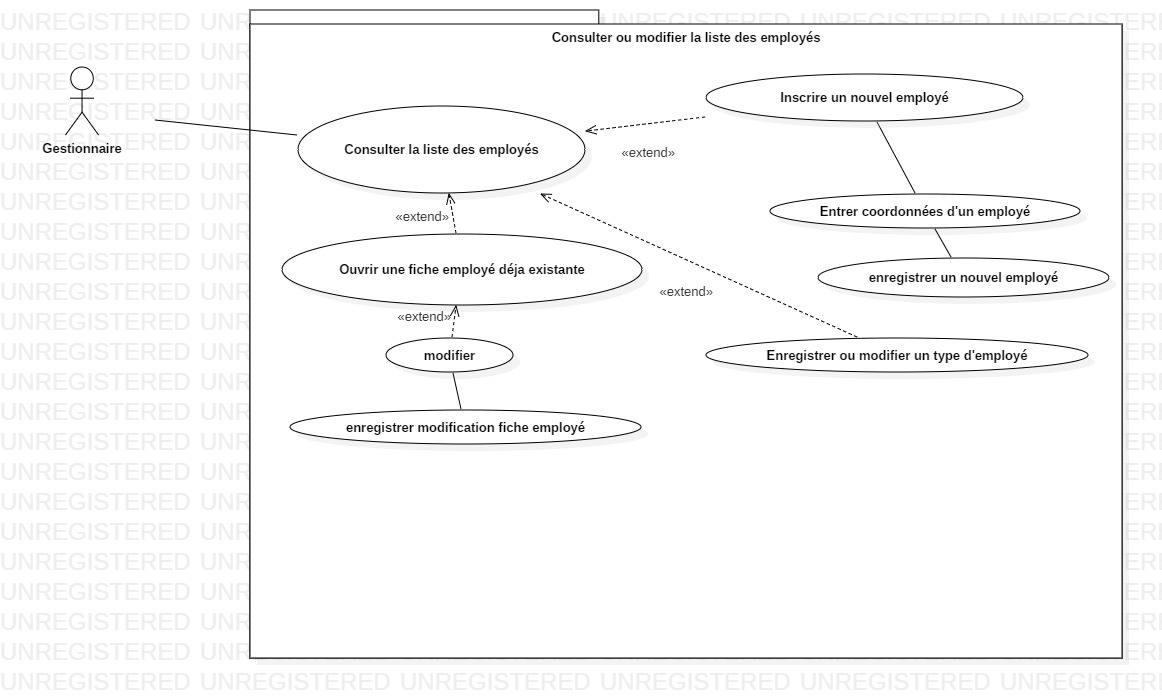 Consulter ou modifier la liste des employés
Gestionnaire
Consulter la liste des employés
Inscrire un nouvel employé
«extend»
«extend»
Entrer coordonnées d'un employé
Ouvrir une fiche employé déja existante
enregistrer un nouvel employé
«extend»
«extend»
modifier
Enregistrer ou modifier un type d'employé
enregistrer modification fiche employé
UNREGISTERED UNREGISTERED UNREGISTERED UNREGISTERED UNREGISTERED